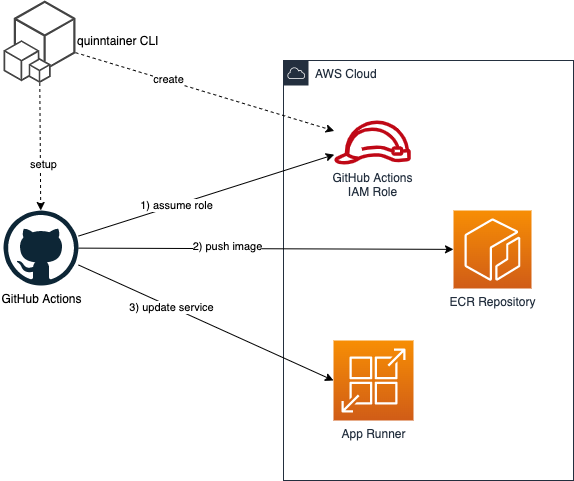 quinntainer CLI
create
AWS Cloud
setup
GitHub Actions
IAM Role
1) assume role
2) push image
GitHub Actions
ECR Repository
3) update service
App Runner